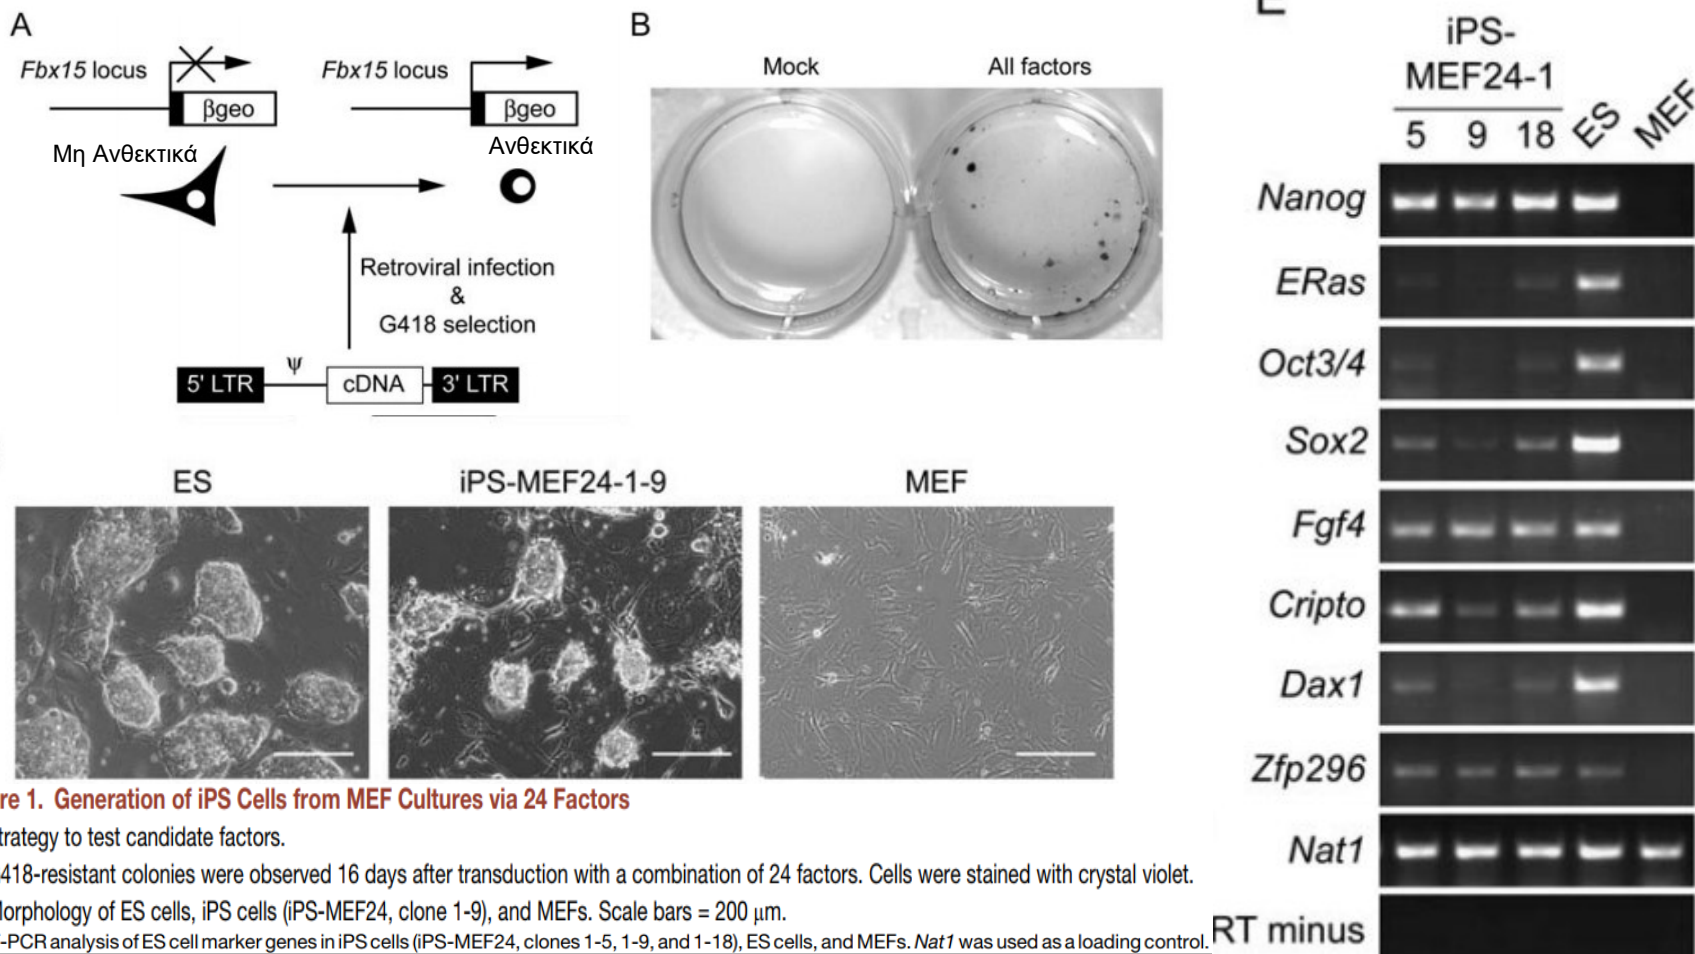 A
Fbx15 locus
βgeo
Μη Ανθεκτικά
Fbx15 locus
βgeo
Ανθεκτικά
Retroviral infection
&
G418 selection
5' LTR
ψ
cDNA
3' LTR
B
Mock
All factors
ES
iPS-MEF24-1-9
MEF
re 1. Generation of iPS Cells from MEF Cultures via 24 Factors
trategy to test candidate factors.
418-resistant colonies were observed 16 days after transduction with a combination of 24 factors. Cells were stained with crystal violet.
orphology of ES cells, iPS cells (iPS-MEF24, clone 1-9), and MEFs. Scale bars = 200 μm.
-PCR analysis of ES cell marker genes in iPS cells (iPS-MEF24, clones 1-5, 1-9, and 1-18), ES cells, and MEFs. Nat1 was used as a loading control.
E
iPS-
MEF24-1
5 9 18 ES MEF
Nanog
ERas
Oct3/4
Sox2
Fgf4
Cripto
Dax1
Zfp296
Nat1
RT minus